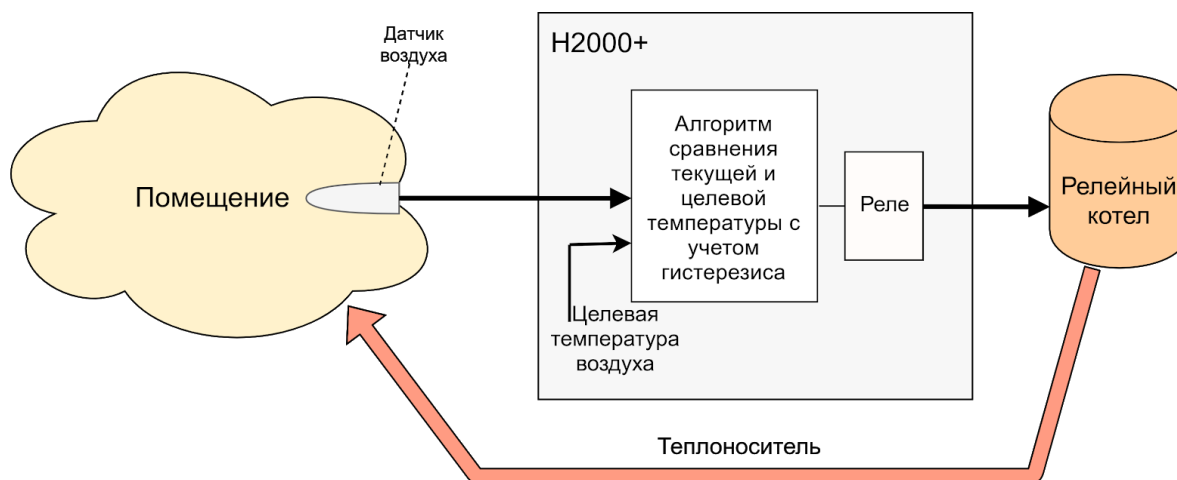 Датчик
воздуха
H2000+
Помещение
Алгоритм
сравнения
текущей и
целевой
температуры с
учетом
гистерезиса
Реле
Релейный
котел
Целевая
температура
воздуха
Теплоноситель